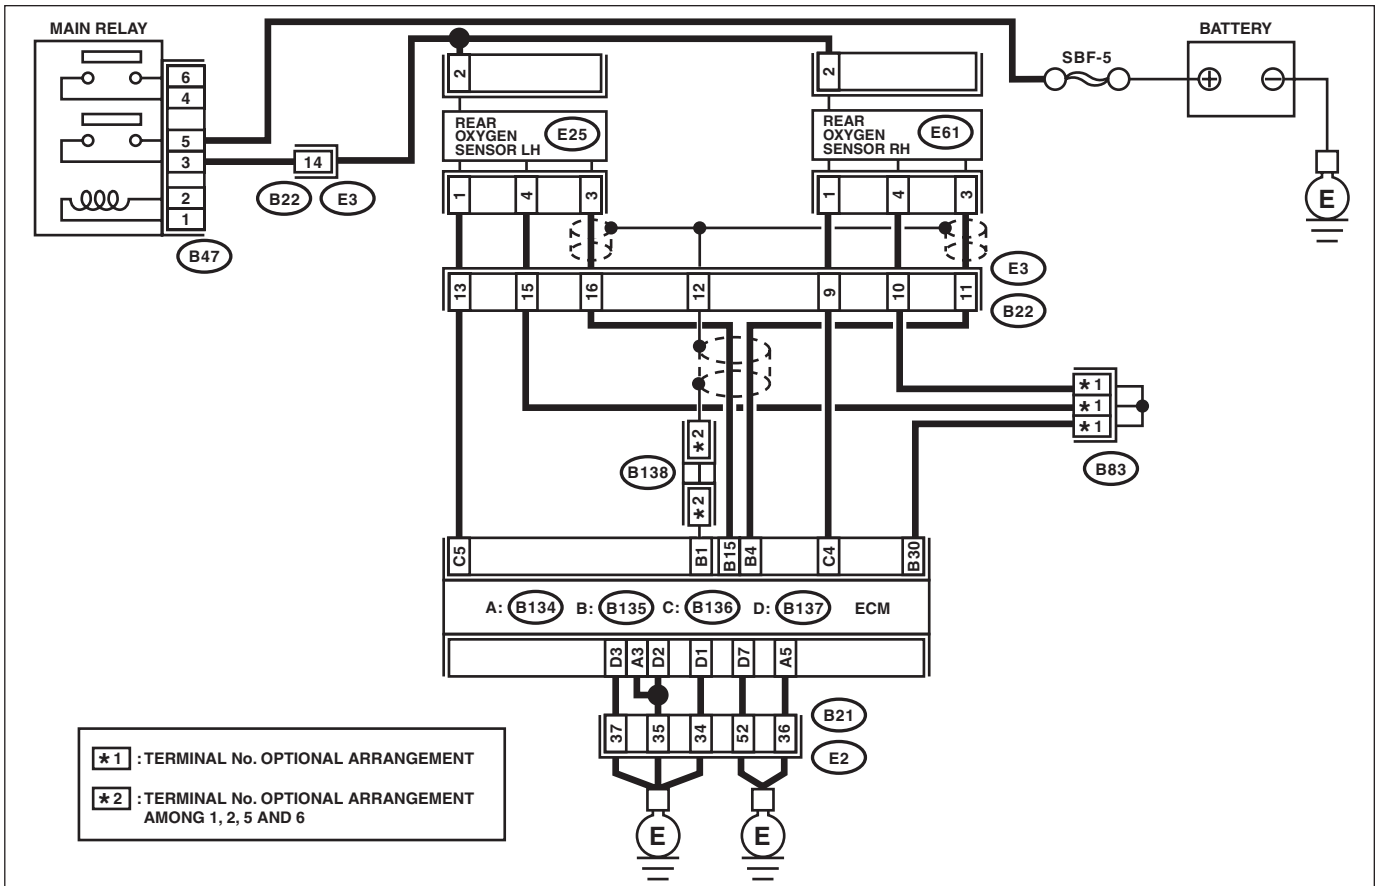 MAIN RELAY
BATTERY
SBF-5
6
4
5
3
2
1
B47
14
B22
E3
2
REAR
OXYGEN
SENSOR LH
E25
1
4
3
2
REAR
OXYGEN
SENSOR RH
E61
1
4
3
E
13
15
16
12
9
10
11
E3
B22
*1
*1
*1
B83
*2
B138
*2
C5
B1
B15
B4
C4
B30
A: B134 B: B135 C: B136 D: B137 ECM
D3
A3
D2
D1
D7
A5
37
35
34
52
36
B21
E2
E
E
*1 : TERMINAL No. OPTIONAL ARRANGEMENT
*2 : TERMINAL No. OPTIONAL ARRANGEMENT
AMONG 1, 2, 5 AND 6